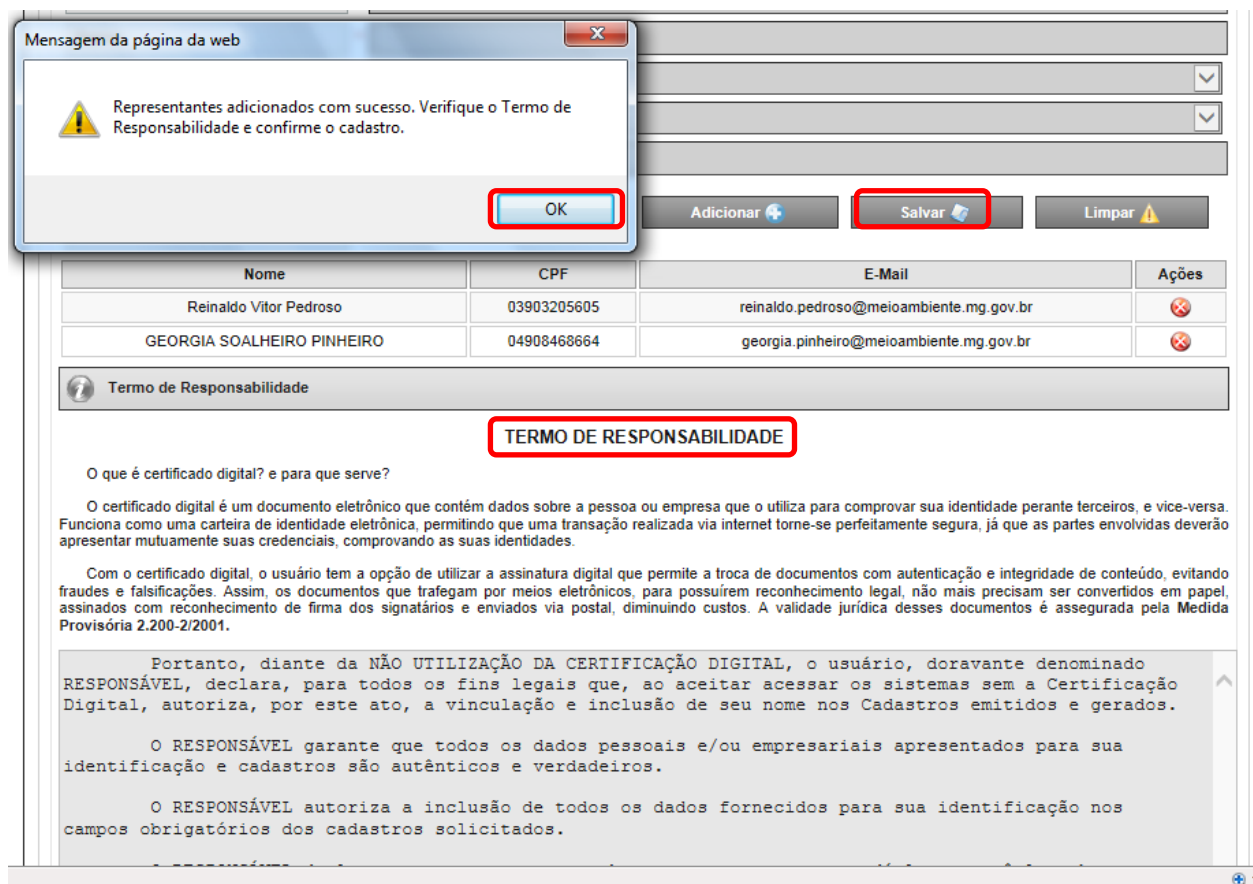 Mensagem da página da web
Representantes adicionados com sucesso. Verifique o Termo de
Responsabilidade e confirme o cadastro.
OK
Adicionar
Salvar
Limpar
Nome CPF E-Mail Ações
Reinaldo Vitor Pedroso 03903205605 reinaldo.pedroso@meioambiente.mg.gov.br
GEORGIA SOALHEIRO PINHEIRO 04908468664 georgia.pinheiro@meioambiente.mg.gov.br
Termo de Responsabilidade
TERMO DE RESPONSABILIDADE
O que é certificado digital? e para que serve?
O certificado digital é um documento eletrônico que contém dados sobre a pessoa ou empresa que o utiliza para comprovar sua identidade perante terceiros, e vice-versa.
Funciona como uma carteira de identidade eletrônica, permitindo que uma transação realizada via internet torne-se perfeitamente segura, já que as partes envolvidas deverão
apresentar mutuamente suas credenciais, comprovando as suas identidades.
Com o certificado digital, o usuário tem a opção de utilizar a assinatura digital que permite a troca de documentos com autenticação e integridade de conteúdo, evitando
fraudes e falsificações. Assim, os documentos que trafegam por meios eletrônicos, para possuírem reconhecimento legal, não mais precisam ser convertidos em papel,
assinados com reconhecimento de firma dos signatários e enviados via postal, diminuindo custos. A validade jurídica desses documentos é assegurada pela Medida
Provisória 2.200-2/2001.
Portanto, diante da NÃO UTILIZAÇÃO DA CERTIFICAÇÃO DIGITAL, o usuário, doravante denominado
RESPONSÁVEL, declara, para todos os fins legais que, ao aceitar acessar os sistemas sem a Certificação
Digital, autoriza, por este ato, a vinculação e inclusão de seu nome nos Cadastros emitidos e gerados.
O RESPONSÁVEL garante que todos os dados pessoais e/ou empresariais apresentados para sua
identificação e cadastros são autênticos e verdadeiros.
O RESPONSÁVEL autoriza a inclusão de todos os dados fornecidos para sua identificação nos
campos obrigatórios dos cadastros solicitados.